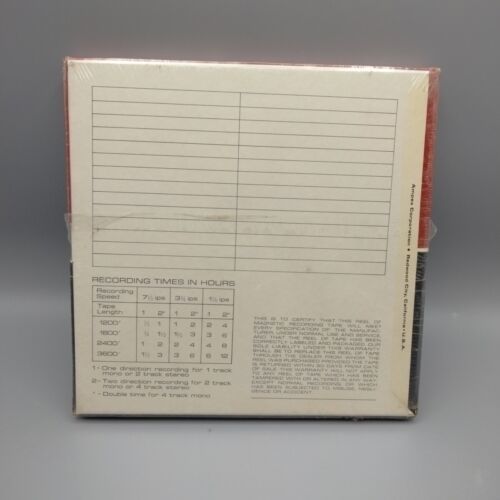 RECORDING TIMES IN HOURS
Recording Speed 7½ ips 3¾ ips 1⅞ ips
Tape Length 1 2* 1 2* 1 2*
1200' ½ 1 1 2 2 4
1800' ¾ 1½ 1½ 3 3 6
2400' 1 2 2 4 4 8
3600' 1½ 3 3 6 6 12
1 - One direction recording for 1 track
mono or 2 track stereo
2 - Two direction recording for 2 track
mono or 4 track stereo
* - Double time for 4 track mono
THIS IS TO CERTIFY THAT THIS REEL OF
MAGNETIC RECORDING TAPE WILL MEET
EVERY SPECIFICATION OF THE MANUFAC-
TURER, UNDER NORMAL USE AND SERVICE,
AND THAT THE REEL OF TAPE HAS BEEN
CORRECTLY LABELED AND PACKAGED. OUR
SOLE LIABILITY UNDER THIS WARRANTY
SHALL BE TO REPLACE THIS REEL OF TAPE
THROUGH THE DEALER FROM WHOM THE
REEL WAS PURCHASED PROVIDED THE TAPE
IS RETURNED WITHIN 30 DAYS FROM DATE
OF SALE. THIS WARRANTY WILL NOT APPLY
TO ANY REEL OF TAPE WHICH HAS BEEN
TAMPERED WITH OR ALTERED IN ANY WAY,
EXCEPT NORMAL RECORDING, OR WHICH
HAS BEEN SUBJECTED TO MISUSE, NEGLI-
GENCE OR ACCIDENT.
Ampex Corporation • Redwood City, California • U.S.A.